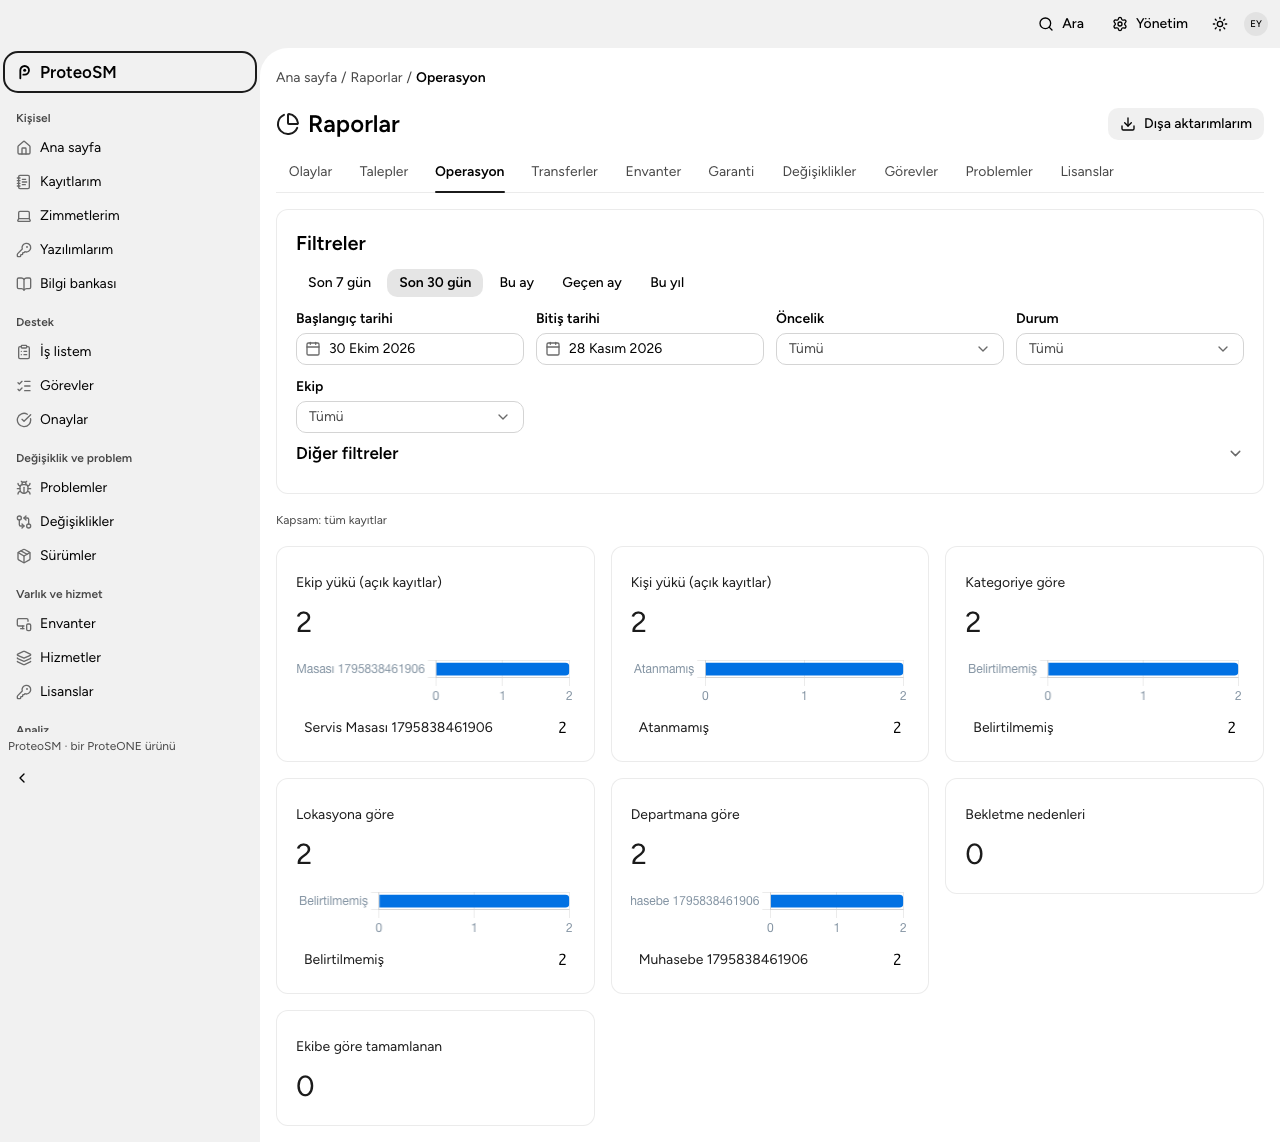 Ara
Yönetim
EY
ProteoSM
Kişisel
Ana sayfa
Kayıtlarım
Zimmetlerim
Yazılımlarım
Bilgi bankası
Destek
İş listem
Görevler
Onaylar
Değişiklik ve problem
Problemler
Değişiklikler
Sürümler
Varlık ve hizmet
Envanter
Hizmetler
Lisanslar
Analiz
ProteoSM · bir ProteONE ürünü
Ana sayfa / Raporlar / Operasyon
Raporlar
Dışa aktarımlarım
Olaylar Talepler Operasyon Transferler Envanter Garanti Değişiklikler Görevler Problemler Lisanslar
Filtreler
Son 7 gün Son 30 gün Bu ay Geçen ay Bu yıl
Başlangıç tarihi Bitiş tarihi Öncelik Durum
30 Ekim 2026 28 Kasım 2026 Tümü Tümü
Ekip
Tümü
Diğer filtreler
Kapsam: tüm kayıtlar
Ekip yükü (açık kayıtlar)
2
Masası 1795838461906
0 1 2
Servis Masası 1795838461906 2
Kişi yükü (açık kayıtlar)
2
Atanmamış
0 1 2
Atanmamış 2
Kategoriye göre
2
Belirtilmemiş
0 1 2
Belirtilmemiş 2
Lokasyona göre
2
Belirtilmemiş
0 1 2
Belirtilmemiş 2
Departmana göre
2
hasebe 1795838461906
0 1 2
Muhasebe 1795838461906 2
Bekletme nedenleri
0
Ekibe göre tamamlanan
0